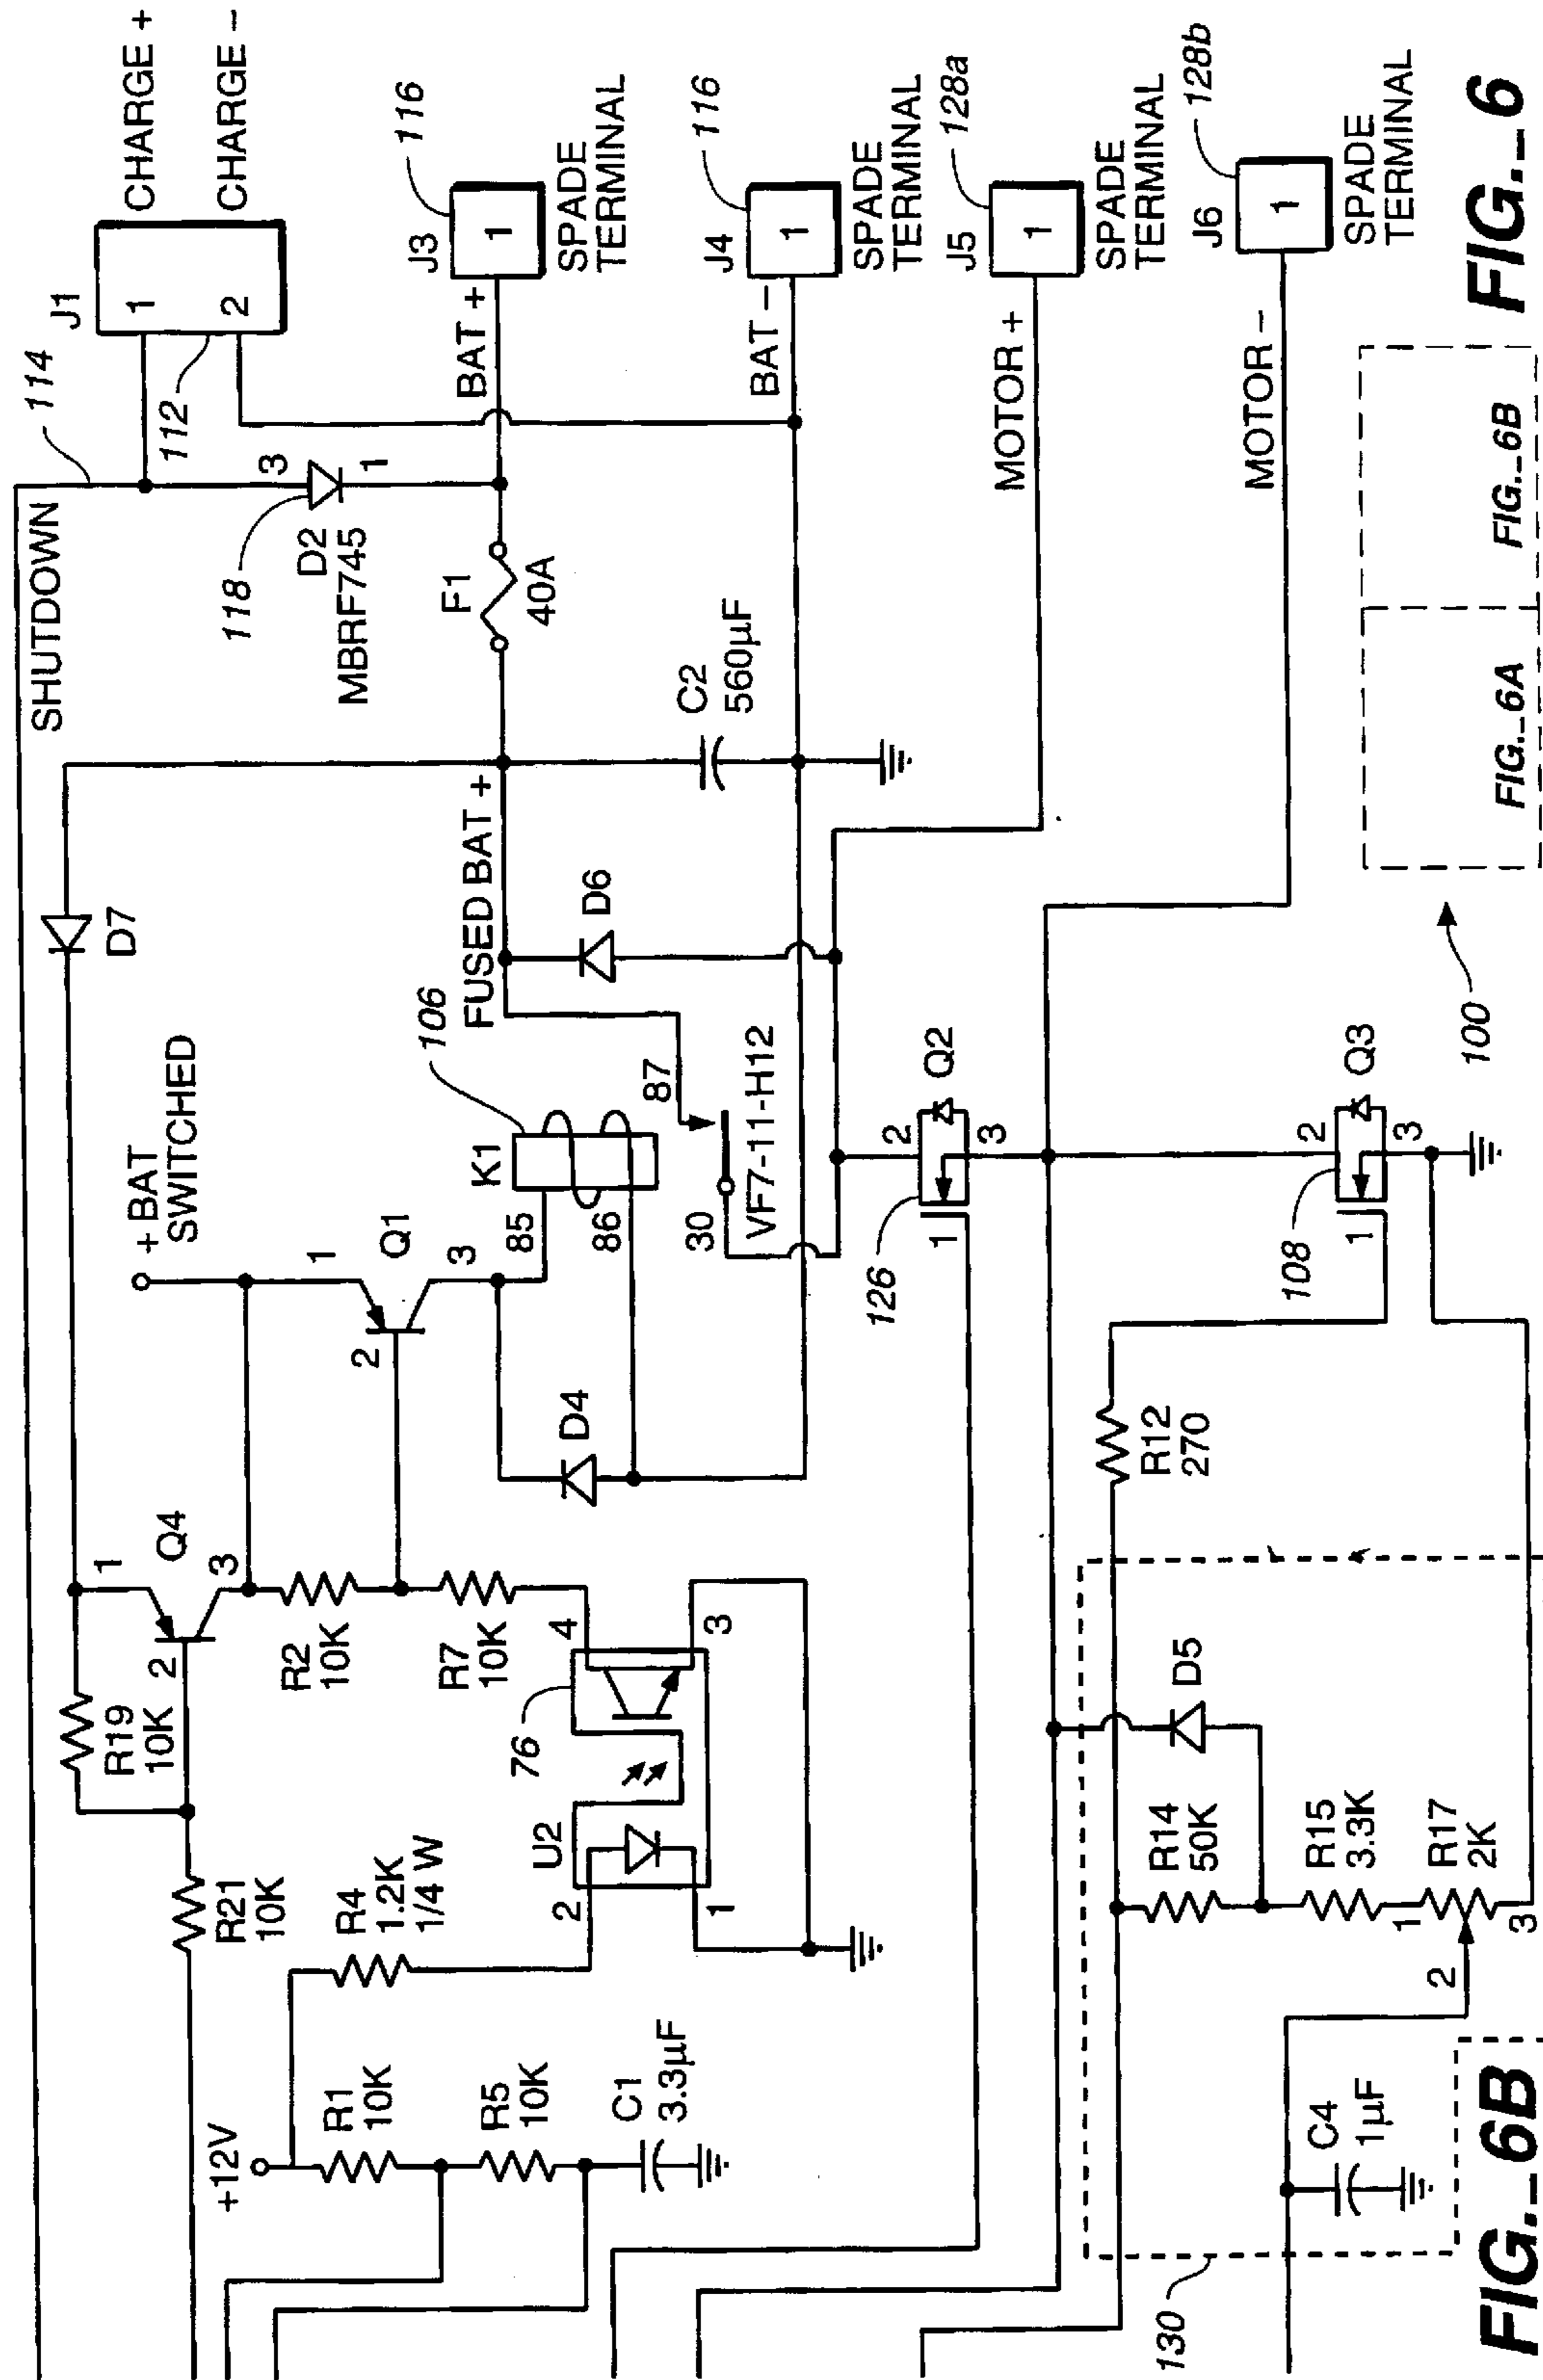 SHUTDOWN
114
J1
1
2
CHARGE +
CHARGE -
112
3
118
D2
MBRF745
1
D7
+ BAT
SWITCHED
BAT +
J3
1
116
SPADE
TERMINAL
F1
40A
FUSED BAT +
C2
560µF
BAT -
J4
1
116
SPADE
TERMINAL
D6
MOTOR +
J5
1
128a
SPADE
TERMINAL
MOTOR -
J6
1
128b
SPADE
TERMINAL
R19
10K
1
Q4
2
3
R21
10K
R2
10K
1
Q1
2
3
K1
106
85
86
87
30
VF7-11-H12
D4
R7
10K
+12V
R4
1.2K
1/4 W
R1
10K
R5
10K
C1
3.3µF
U2
2
1
76
4
3
126
1
2
3
Q2
108
1
2
3
Q3
R12
270
D5
R14
50K
R15
3.3K
R17
2K
1
2
3
C4
1µF
130
100
FIG._6A
FIG._6B
FIG._6B
FIG._6